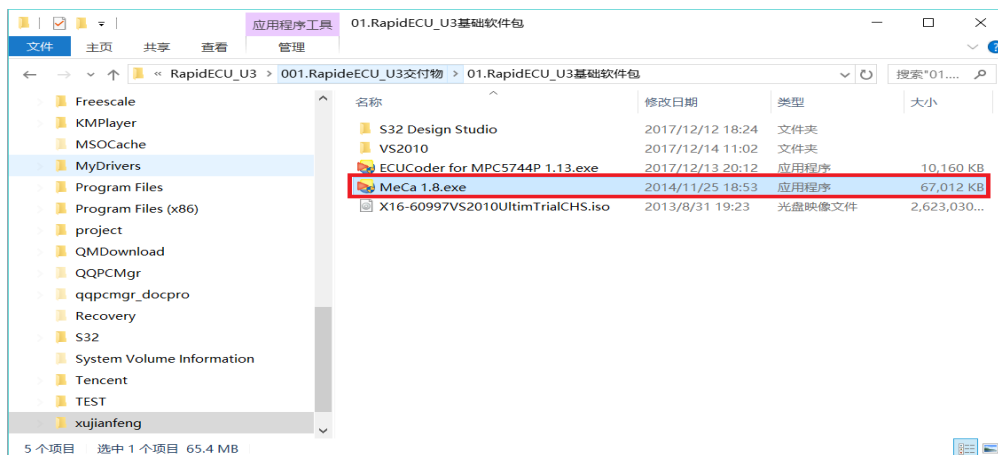 应用程序工具 01.RapidECU_U3基础软件包
文件 主页 共享 查看 管理
« RapidECU_U3 > 001.RapideECU_U3交付物 > 01.RapidECU_U3基础软件包 搜索"01....
名称 修改日期 类型 大小
Freescale
KMPlayer
MSOCache
MyDrivers
Program Files
Program Files (x86)
project
QMDownload
QQPCMgr
qqpcmgr_docpro
Recovery
S32
System Volume Information
Tencent
TEST
xujianfeng
S32 Design Studio 2017/12/12 18:24 文件夹
VS2010 2017/12/14 11:02 文件夹
ECUCoder for MPC5744P 1.13.exe 2017/12/13 20:12 应用程序 10,160 KB
MeCa 1.8.exe 2014/11/25 18:53 应用程序 67,012 KB
X16-60997VS2010UltimTrialCHS.iso 2013/8/31 19:23 光盘映像文件 2,623,030...
5 个项目 选中 1 个项目 65.4 MB